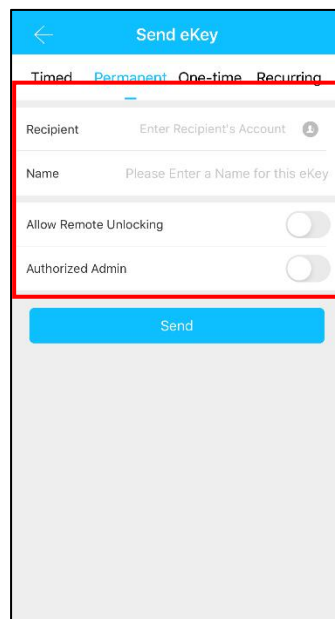 Send eKey
Timed Permanent One-time Recurring
Recipient Enter Recipient's Account
Name Please Enter a Name for this eKey
Allow Remote Unlocking
Authorized Admin
Send